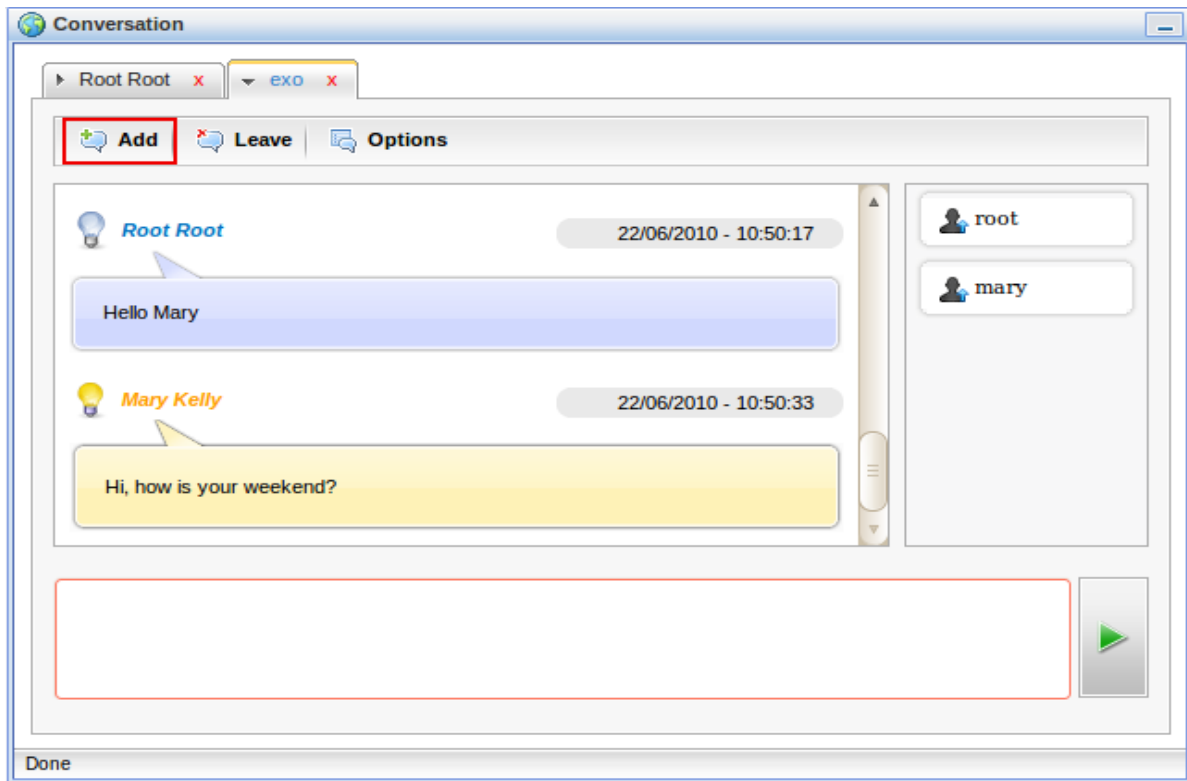 Conversation
Root Root x exo x
Add Leave Options
Root Root 22/06/2010 - 10:50:17
Hello Mary
Mary Kelly 22/06/2010 - 10:50:33
Hi, how is your weekend?
root
mary
Done